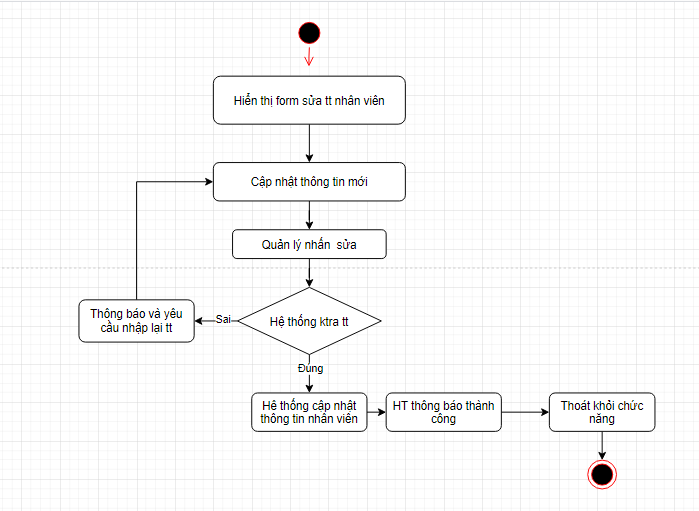 Hiển thị form sửa tt nhân viên
Cập nhật thông tin mới
Quản lý nhấn sửa
Hệ thống ktra tt
Sai
Thông báo và yêu
cầu nhập lại tt
Đúng
Hê thống cập nhật
thông tin nhân viên
HT thông báo thành
công
Thoát khỏi chức
năng